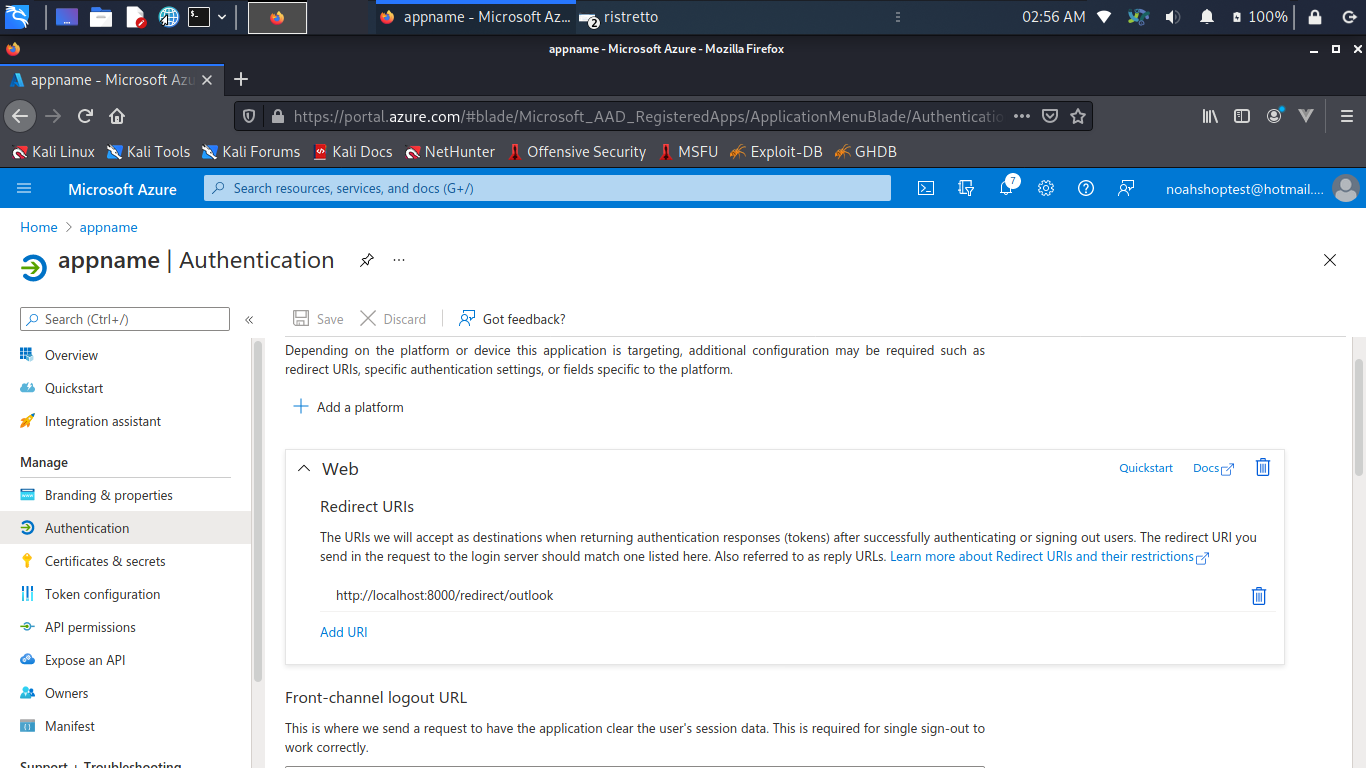 appname - Microsoft Az...
2
ristretto
02:56 AM
100%
appname - Microsoft Azure - Mozilla Firefox
appname - Microsoft Azu
https://portal.azure.com/#blade/Microsoft_AAD_RegisteredApps/ApplicationMenuBlade/Authenticatio
Kali Linux
Kali Tools
Kali Forums
Kali Docs
NetHunter
Offensive Security
MSFU
Exploit-DB
GHDB
Microsoft Azure
Search resources, services, and docs (G+/)
7
noahshoptest@hotmail....
Home > appname
appname | Authentication
Search (Ctrl+/)
«
Save
Discard
Got feedback?
Overview
Quickstart
Integration assistant
Manage
Branding & properties
Authentication
Certificates & secrets
Token configuration
API permissions
Expose an API
Owners
Manifest
Support + Troubleshooting
Depending on the platform or device this application is targeting, additional configuration may be required such as
redirect URIs, specific authentication settings, or fields specific to the platform.
Add a platform
Web
Quickstart
Docs
Redirect URIs
The URIs we will accept as destinations when returning authentication responses (tokens) after successfully authenticating or signing out users. The redirect URI you
send in the request to the login server should match one listed here. Also referred to as reply URLs. Learn more about Redirect URIs and their restrictions
http://localhost:8000/redirect/outlook
Add URI
Front-channel logout URL
This is where we send a request to have the application clear the user's session data. This is required for single sign-out to
work correctly.